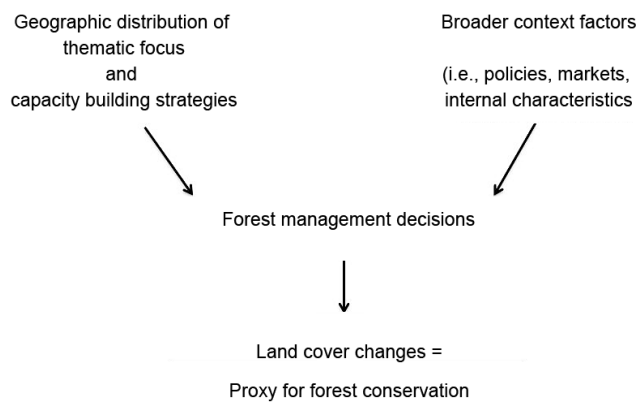 Geographic distribution of
thematic focus
and
capacity building strategies
Broader context factors
(i.e., policies, markets,
internal characteristics
Forest management decisions
Land cover changes =
Proxy for forest conservation